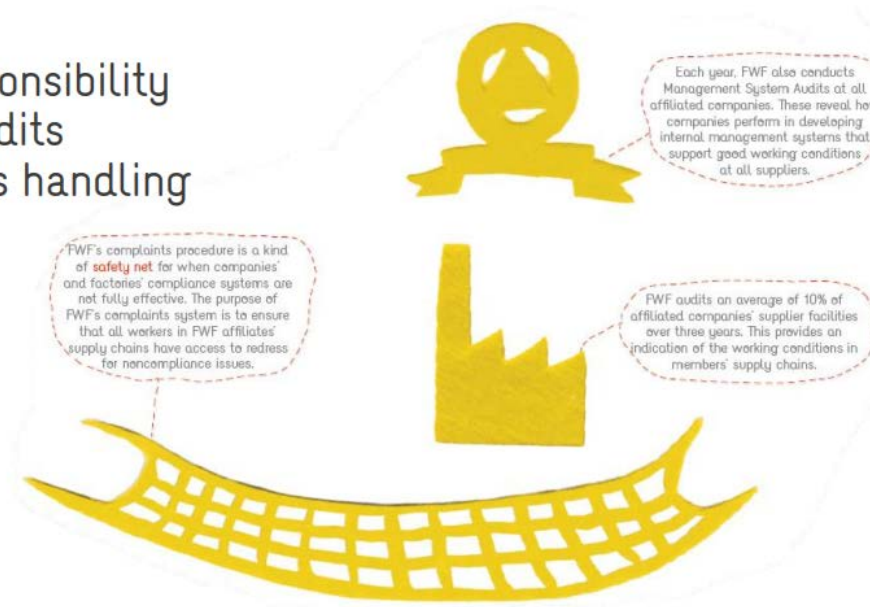 onsibility
dits
s handling
Each year, FWF also conducts
Management System Audits at all
affiliated companies. These reveal ho
companies perform in developing
internal management systems that
support good working conditions
at all suppliers.
FWF's complaints procedure is a kind
of safety net for when companies'
and factories' compliance systems are
not fully effective. The purpose of
FWF's complaints system is to ensure
that all workers in FWF affiliates'
supply chains have access to redress
for noncompliance issues.
FWF audits an average of 10% of
affiliated companies' supplier facilities
over three years. This provides an
indication of the working conditions in
members' supply chains.